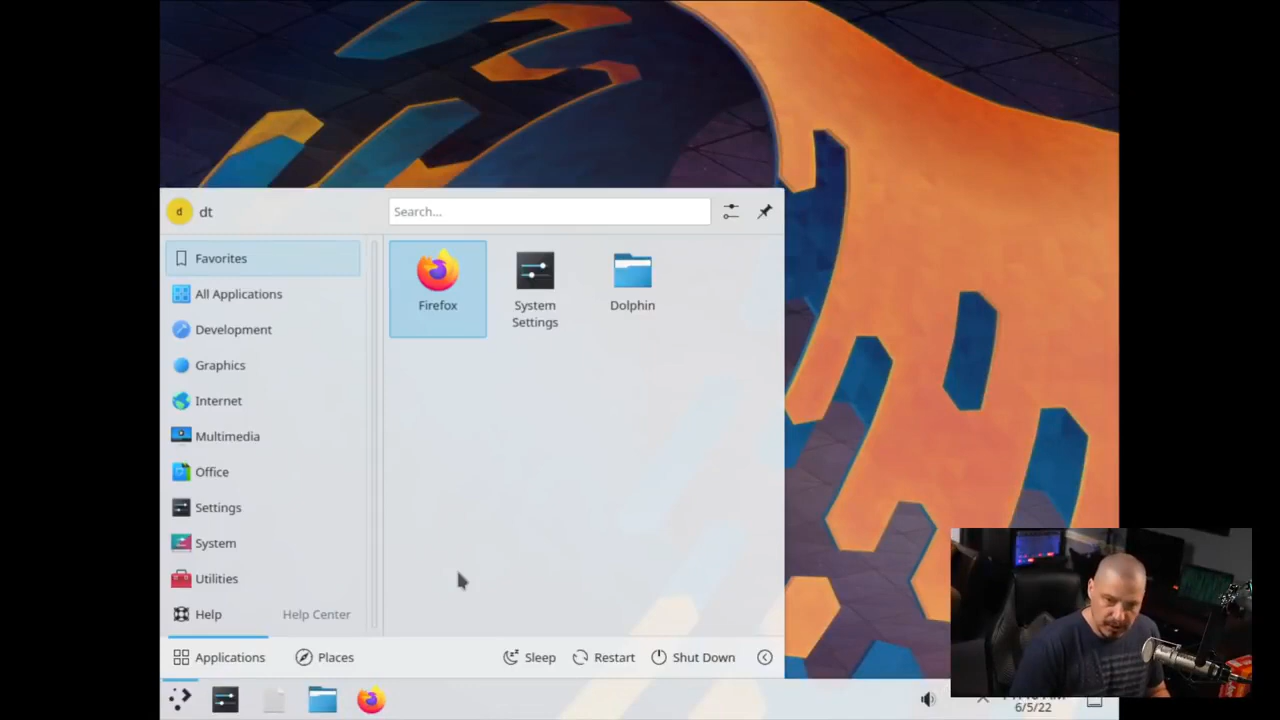 d dt Search...
Favorites
All Applications
Development
Graphics
Internet
Multimedia
Office
Settings
System
Utilities
Help Help Center
Firefox
System
Settings
Dolphin
Applications Places Sleep Restart Shut Down
6/5/22